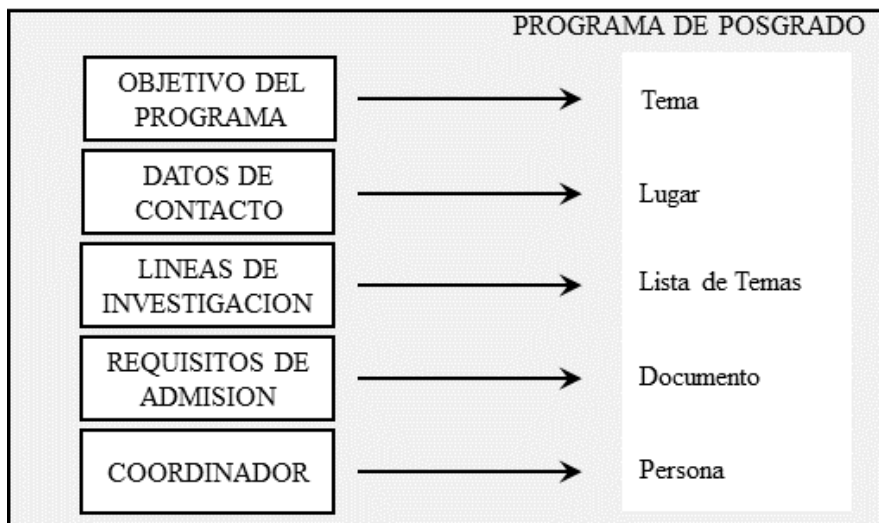 PROGRAMA DE POSGRADO
OBJETIVO DEL
PROGRAMA
Tema
DATOS DE
CONTACTO
Lugar
LINEAS DE
INVESTIGACION
Lista de Temas
REQUISITOS DE
ADMISION
Documento
COORDINADOR
Persona